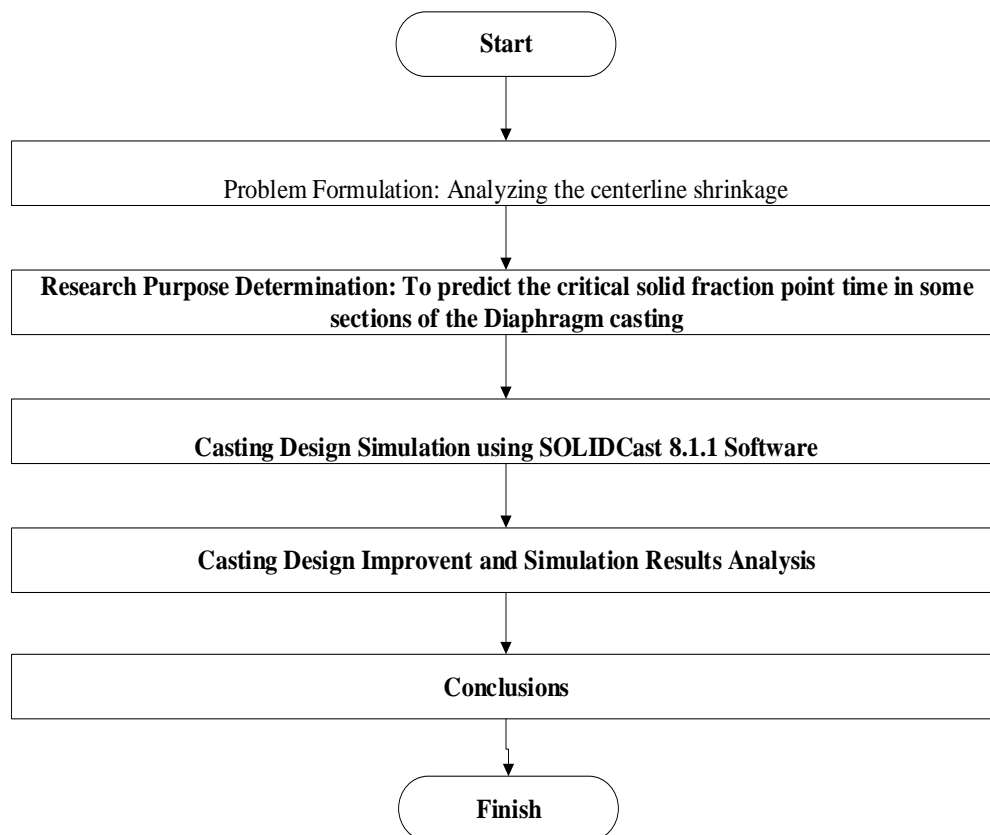 Start
Problem Formulation: Analyzing the centerline shrinkage
Research Purpose Determination: To predict the critical solid fraction point time in some
sections of the Diaphragm casting
Casting Design Simulation using SOLIDCast 8.1.1 Software
Casting Design Improvent and Simulation Results Analysis
Conclusions
Finish